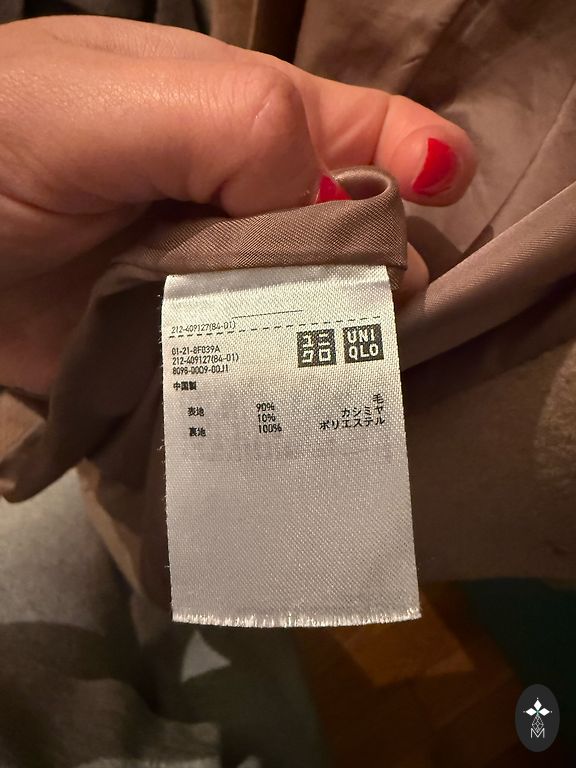 212-409127(84-01)
01-21-8F039A
212-409127(84-01)
8098-0009-00J1
中国製
ユニ
クロ
UNI
QLO
表地 90% 毛
10% カシミヤ
裏地 100% ポリエステル
M